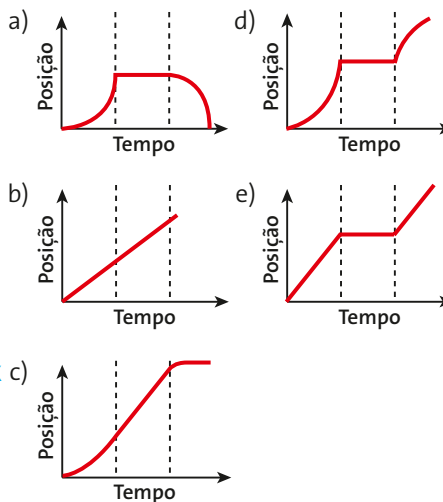 a)
Posição
Tempo
b)
Posição
Tempo
c)
Posição
Tempo
d)
Posição
Tempo
e)
Posição
Tempo